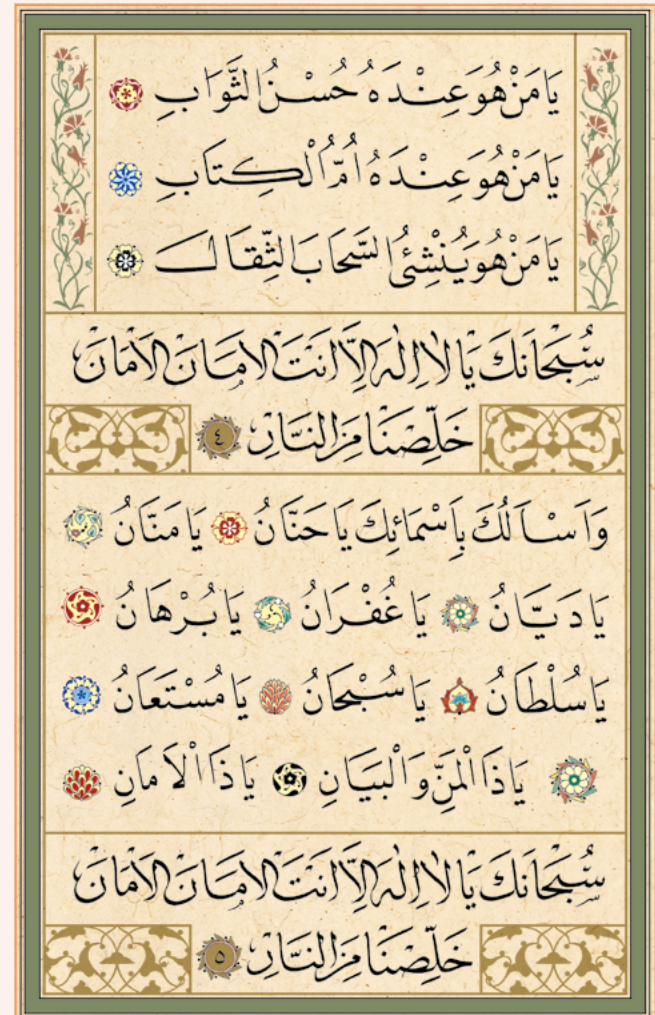 يَا مَنْ هُوَ عِنْدَهُ حُسْنُ الثَّوَابِ
يَا مَنْ هُوَ عِنْدَهُ اُمُّ الْكِتَابِ
يَا مَنْ هُوَ يُنْشِئُ السَّحَابَ الثِّقَالَ
سُبْحَانَكَ يَا لَا اِلٰهَ اِلَّا اَنْتَ الْاَمَانَ الْاَمَانَ
خَلِّصْنَا مِنَ النَّارِ ٤
وَاَسْاَلُكَ بِاَسْمَائِكَ يَا حَنَّانُ يَا مَنَّانُ
يَا دَيَّانُ يَا غُفْرَانُ يَا بُرْهَانُ
يَا سُلْطَانُ يَا سُبْحَانُ يَا مُسْتَعَانُ
يَا ذَا الْمَنِّ وَالْبَيَانِ يَا ذَا الْاَمَانِ
سُبْحَانَكَ يَا لَا اِلٰهَ اِلَّا اَنْتَ الْاَمَانَ الْاَمَانَ
خَلِّصْنَا مِنَ النَّارِ ٥